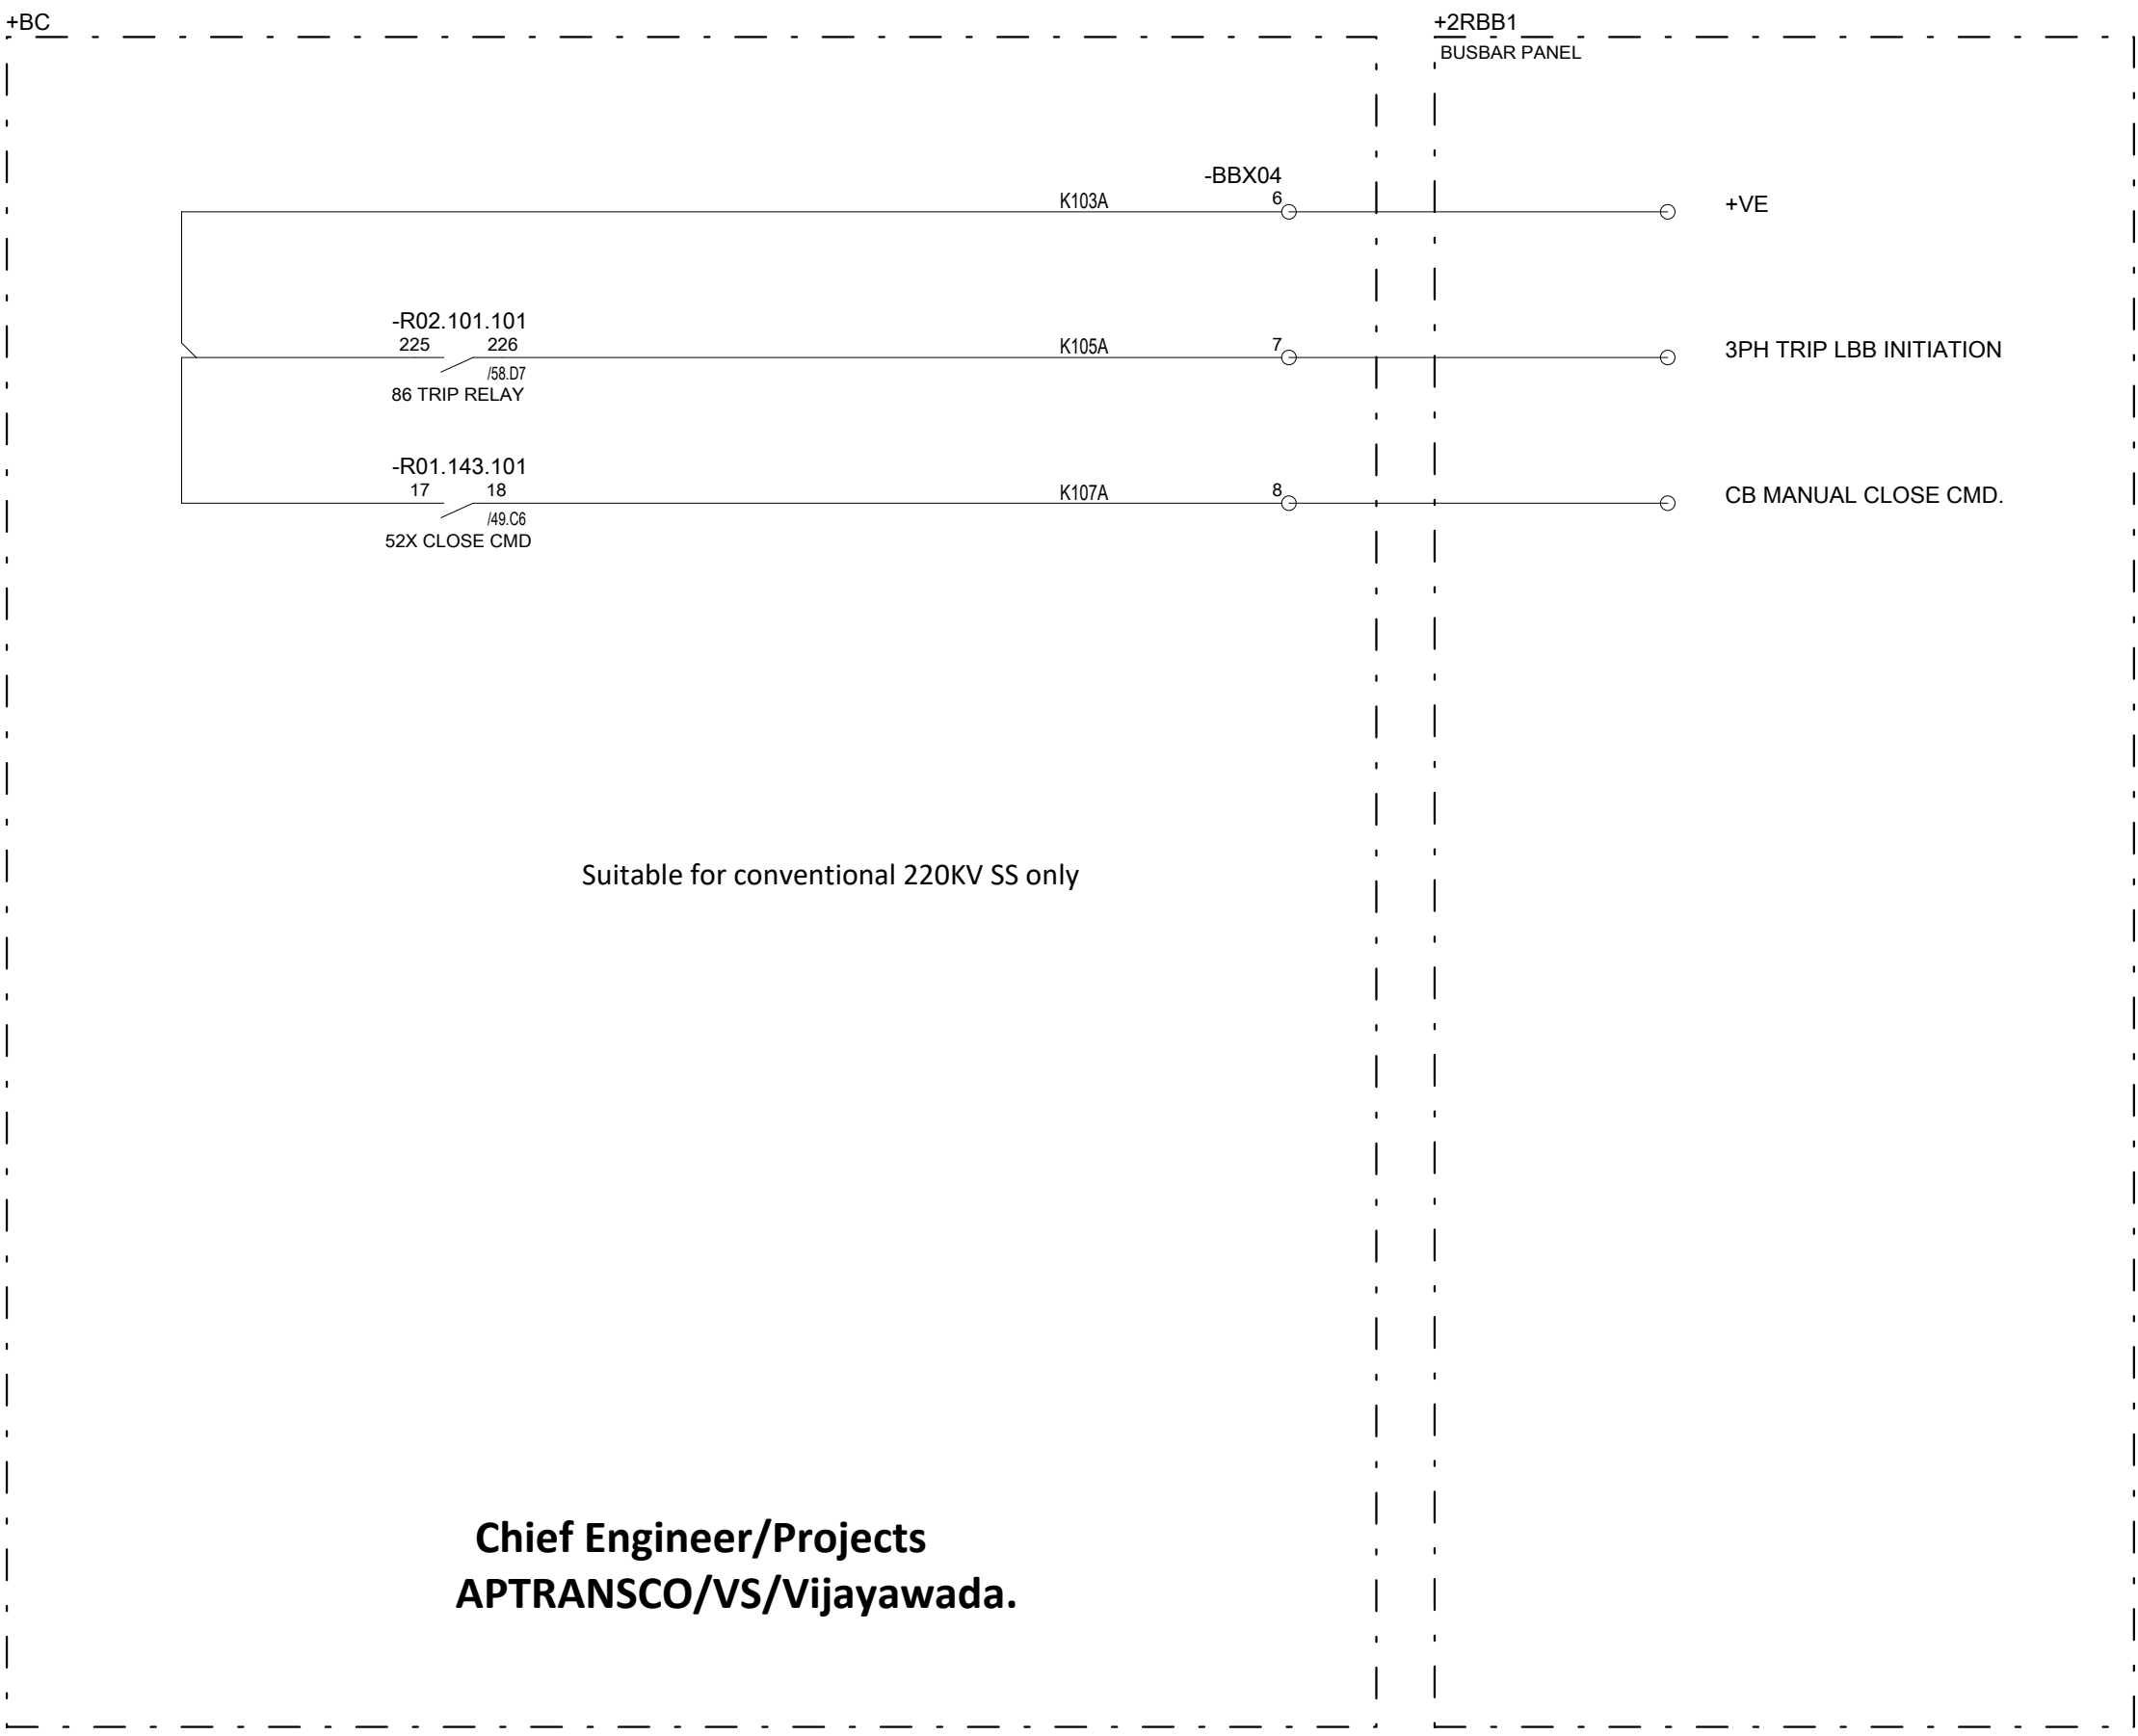 +BC
+2RBB1
BUSBAR PANEL
-BBX04
K103A 6 +VE
-R02.101.101
225 226 K105A 7 3PH TRIP LBB INITIATION
/58.D7
86 TRIP RELAY
-R01.143.101
17 18 K107A 8 CB MANUAL CLOSE CMD.
/49.C6
52X CLOSE CMD
Suitable for conventional 220KV SS only
Chief Engineer/Projects
APTRANSCO/VS/Vijayawada.